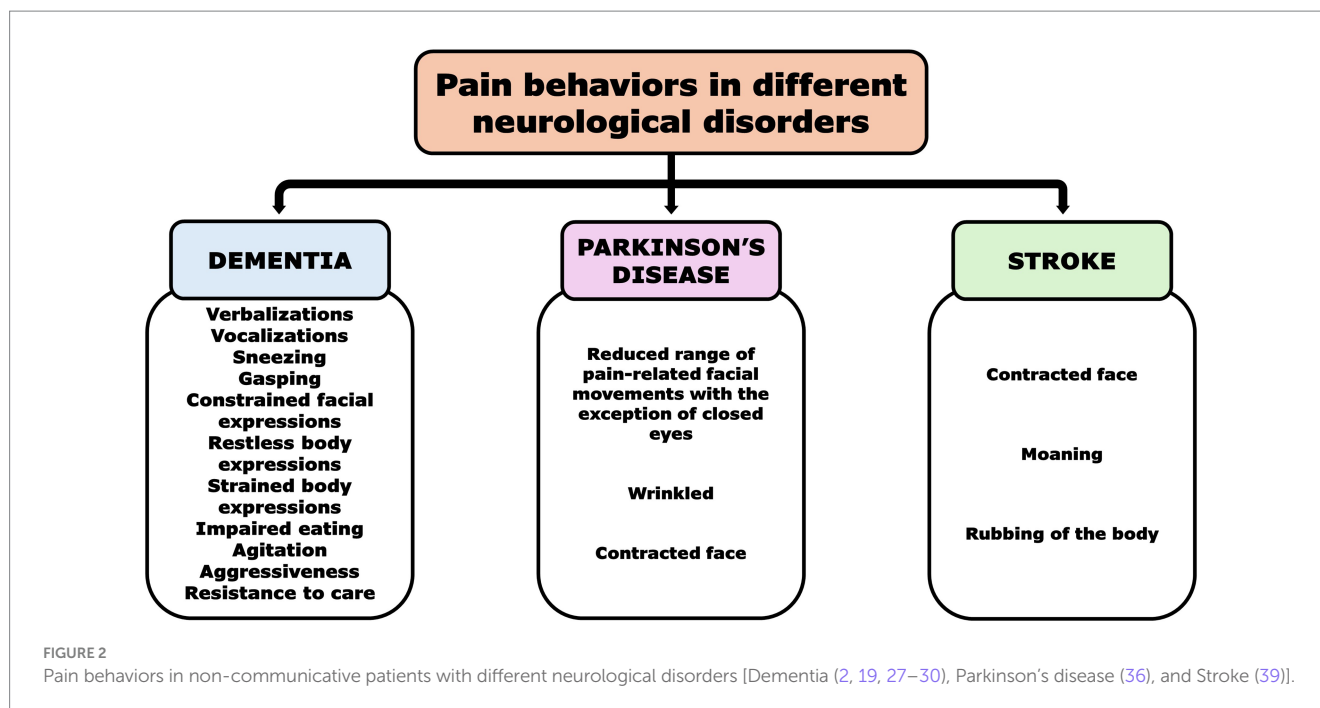 Pain behaviors in different
neurological disorders
DEMENTIA
Verbalizations
Vocalizations
Sneezing
Gasping
Constrained facial
expressions
Restless body
expressions
Strained body
expressions
Impaired eating
Agitation
Aggressiveness
Resistance to care
PARKINSON'S
DISEASE
Reduced range of
pain-related facial
movements with the
exception of closed
eyes
Wrinkled
Contracted face
STROKE
Contracted face
Moaning
Rubbing of the body
FIGURE 2
Pain behaviors in non-communicative patients with different neurological disorders [Dementia (2, 19, 27–30), Parkinson's disease (36), and Stroke (39)].